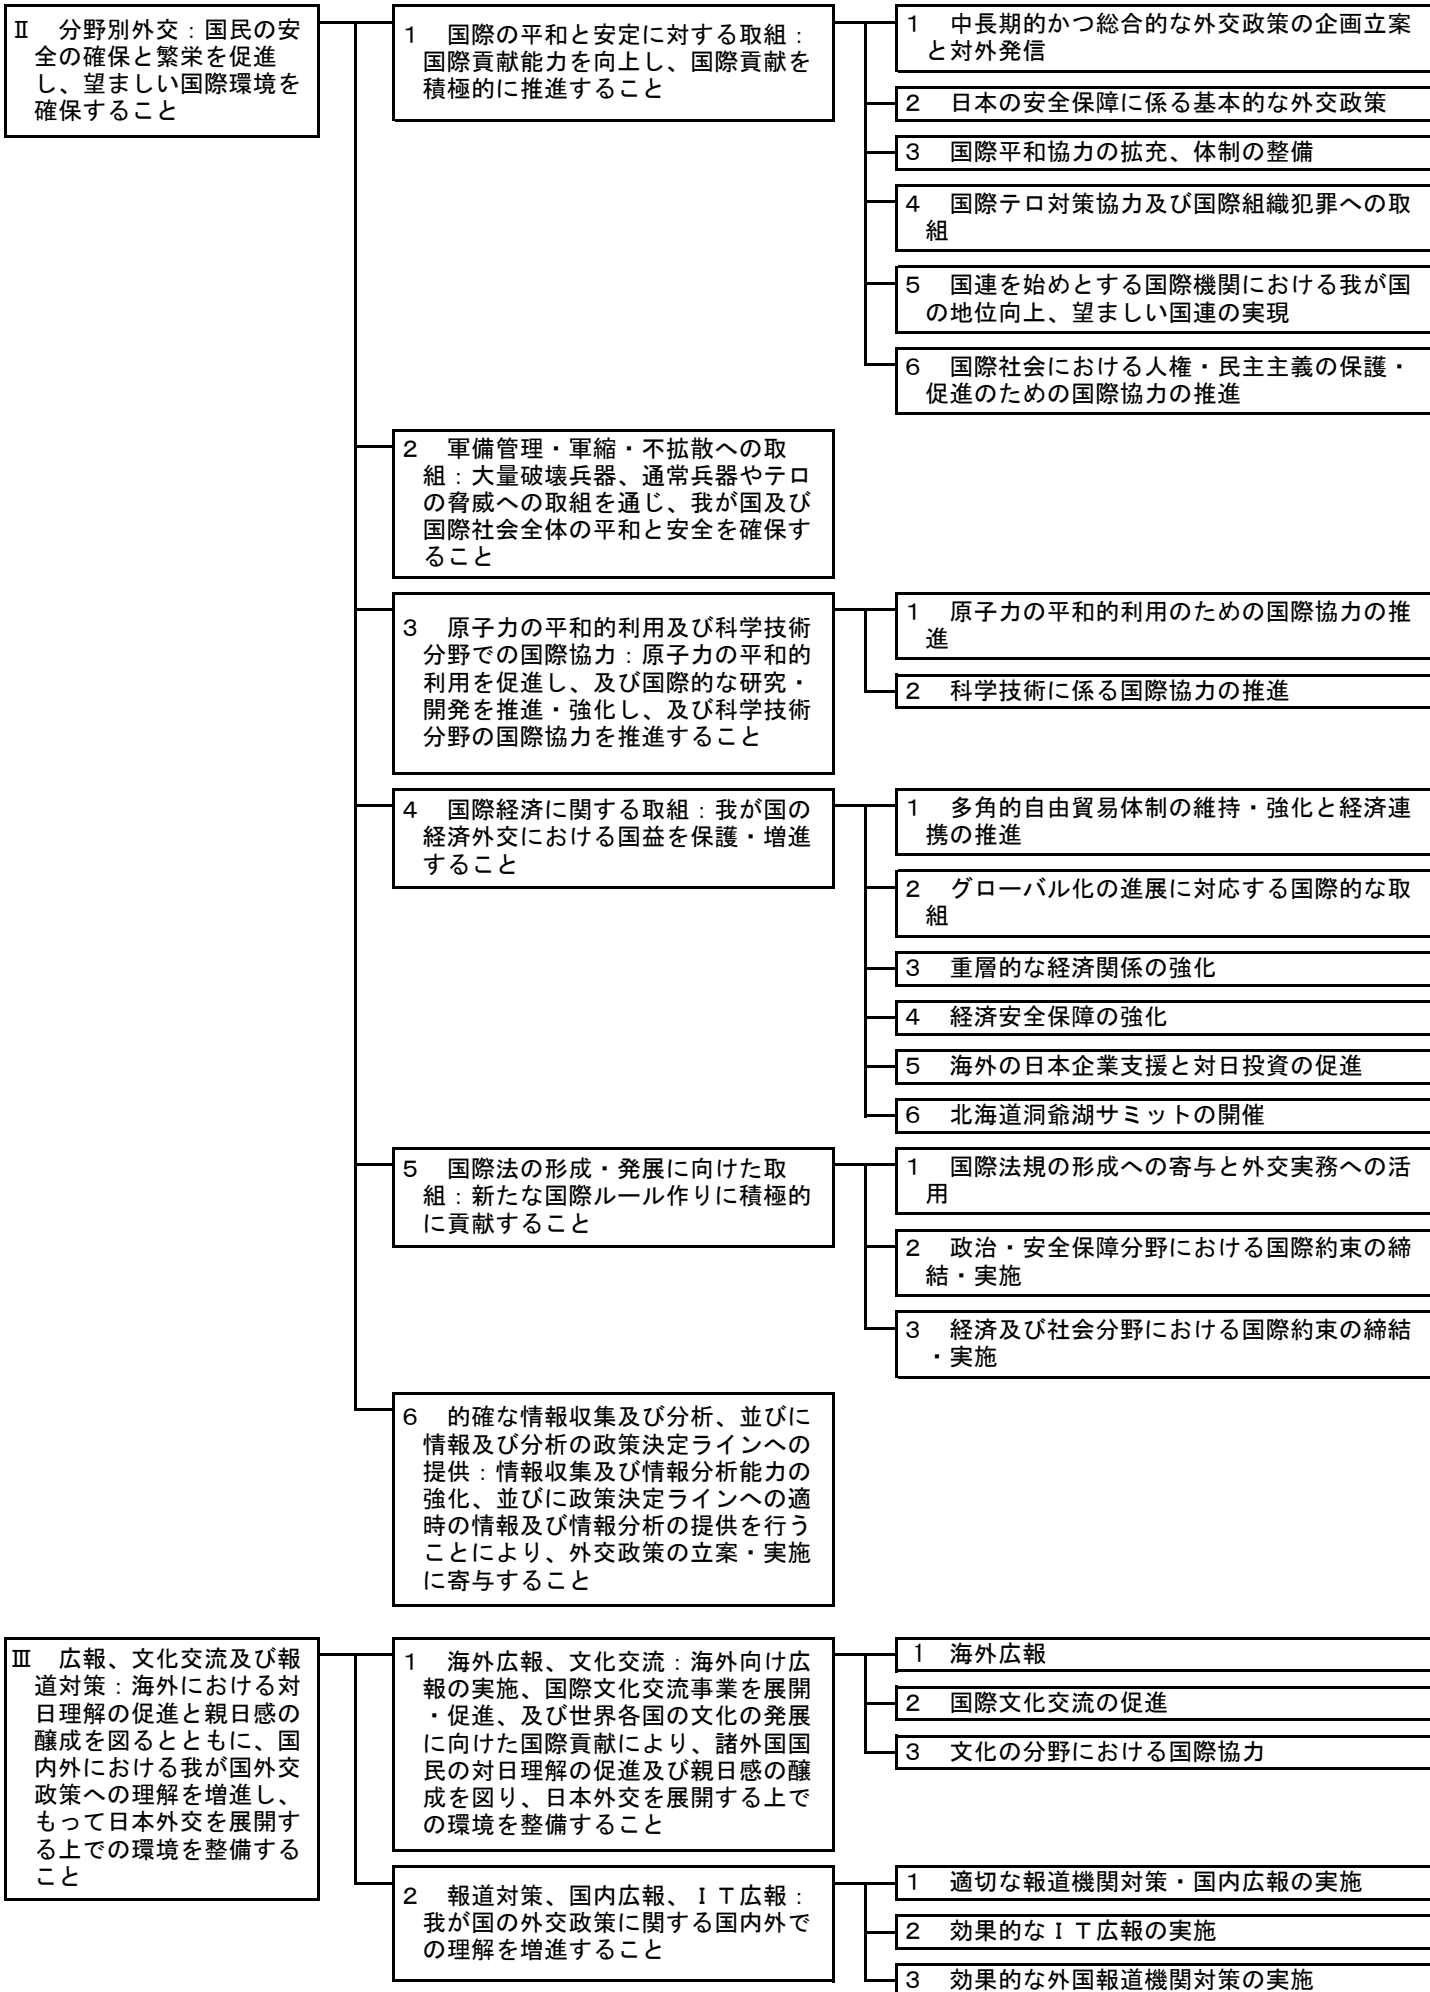 Ⅱ　分野別外交：国民の安
全の確保と繁栄を促進
し、望ましい国際環境を
確保すること
１　国際の平和と安定に対する取組：
国際貢献能力を向上し、国際貢献を
積極的に推進すること
１　中長期的かつ総合的な外交政策の企画立案
と対外発信
２　日本の安全保障に係る基本的な外交政策
３　国際平和協力の拡充、体制の整備
４　国際テロ対策協力及び国際組織犯罪への取
組
５　国連を始めとする国際機関における我が国
の地位向上、望ましい国連の実現
６　国際社会における人権・民主主義の保護・
促進のための国際協力の推進
２　軍備管理・軍縮・不拡散への取
組：大量破壊兵器、通常兵器やテロ
の脅威への取組を通じ、我が国及び
国際社会全体の平和と安全を確保す
ること
３　原子力の平和的利用及び科学技術
分野での国際協力：原子力の平和的
利用を促進し、及び国際的な研究・
開発を推進・強化し、及び科学技術
分野の国際協力を推進すること
１　原子力の平和的利用のための国際協力の推
進
２　科学技術に係る国際協力の推進
４　国際経済に関する取組：我が国の
経済外交における国益を保護・増進
すること
１　多角的自由貿易体制の維持・強化と経済連
携の推進
２　グローバル化の進展に対応する国際的な取
組
３　重層的な経済関係の強化
４　経済安全保障の強化
５　海外の日本企業支援と対日投資の促進
６　北海道洞爺湖サミットの開催
５　国際法の形成・発展に向けた取
組：新たな国際ルール作りに積極的
に貢献すること
１　国際法規の形成への寄与と外交実務への活
用
２　政治・安全保障分野における国際約束の締
結・実施
３　経済及び社会分野における国際約束の締結
・実施
６　的確な情報収集及び分析、並びに
情報及び分析の政策決定ラインへの
提供：情報収集及び情報分析能力の
強化、並びに政策決定ラインへの適
時の情報及び情報分析の提供を行う
ことにより、外交政策の立案・実施
に寄与すること
Ⅲ　広報、文化交流及び報
道対策：海外における対
日理解の促進と親日感の
醸成を図るとともに、国
内外における我が国外交
政策への理解を増進し、
もって日本外交を展開す
る上での環境を整備する
こと
１　海外広報、文化交流：海外向け広
報の実施、国際文化交流事業を展開
・促進、及び世界各国の文化の発展
に向けた国際貢献により、諸外国国
民の対日理解の促進及び親日感の醸
成を図り、日本外交を展開する上で
の環境を整備すること
１　海外広報
２　国際文化交流の促進
３　文化の分野における国際協力
２　報道対策、国内広報、ＩＴ広報：
我が国の外交政策に関する国内外で
の理解を増進すること
１　適切な報道機関対策・国内広報の実施
２　効果的なＩＴ広報の実施
３　効果的な外国報道機関対策の実施